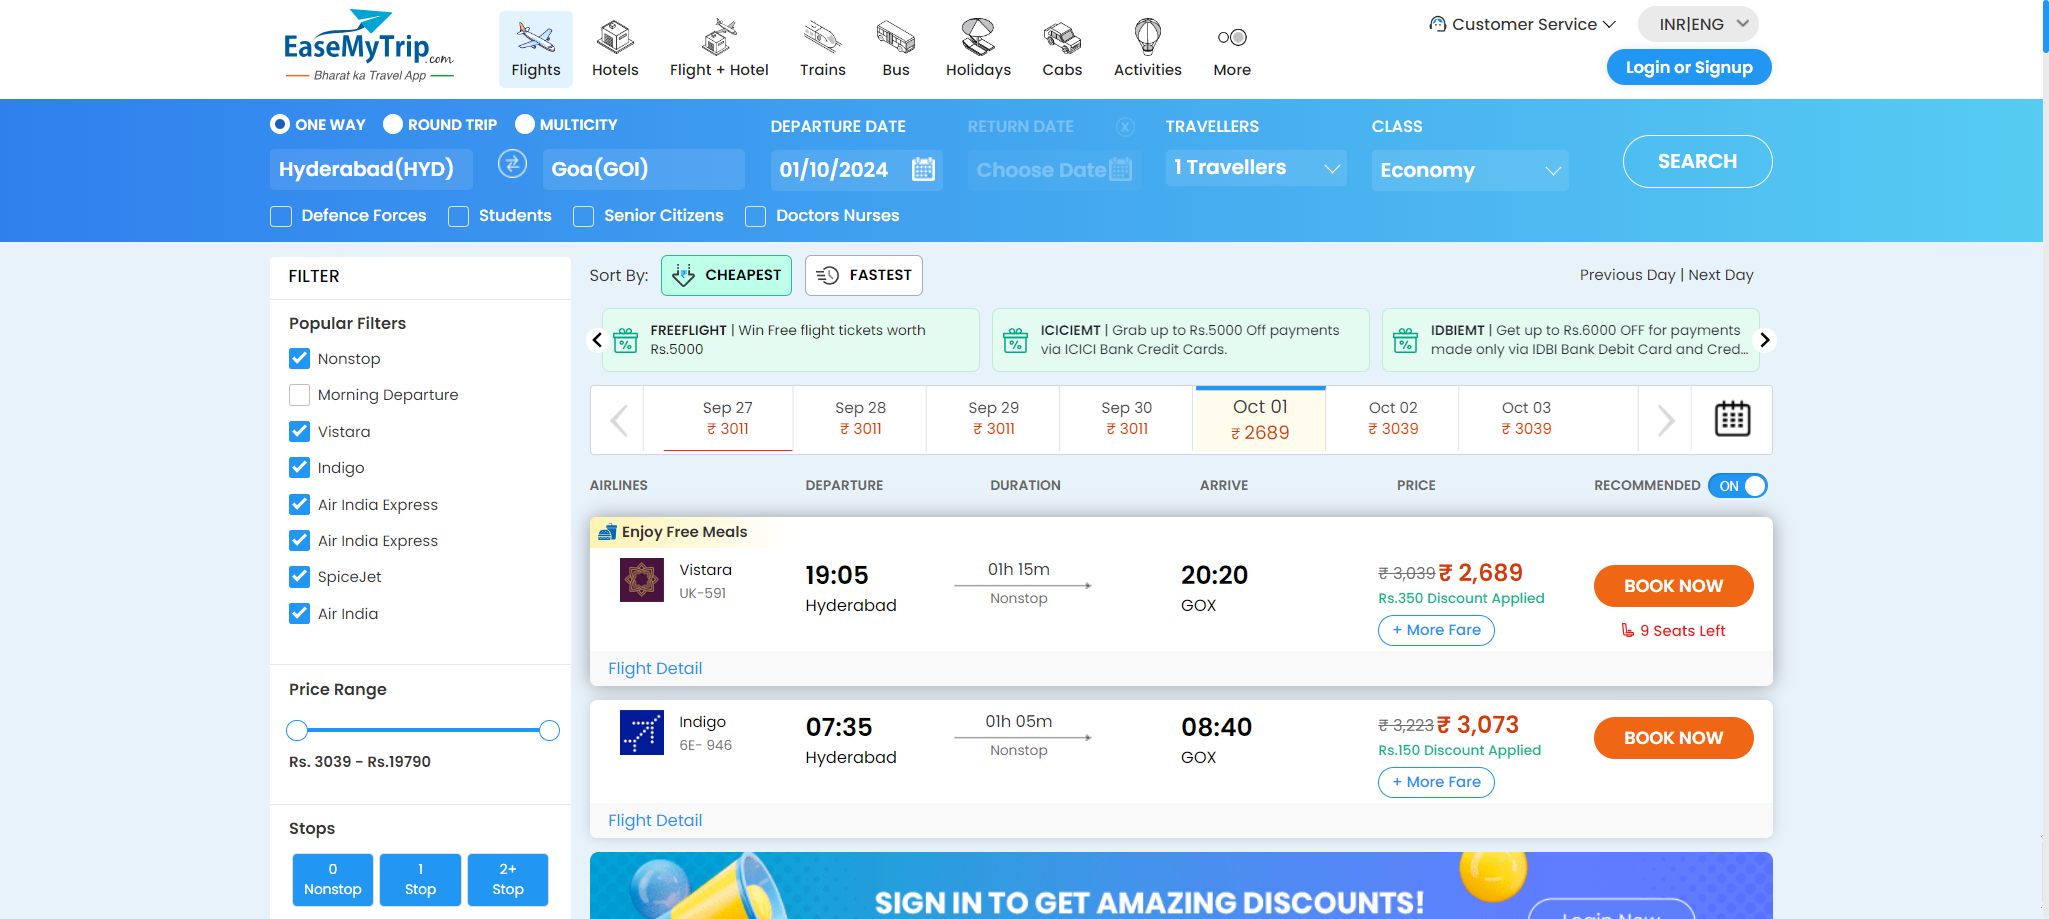 EaseMyTrip.com
Bharat ka Travel App
Flights
Hotels
Flight + Hotel
Trains
Bus
Holidays
Cabs
Activities
More
Customer Service
INR|ENG
Login or Signup
ONE WAY
ROUND TRIP
MULTICITY
DEPARTURE DATE
RETURN DATE
TRAVELLERS
CLASS
Hyderabad(HYD)
Goa(GOI)
01/10/2024
Choose Date
1 Travellers
Economy
SEARCH
Defence Forces
Students
Senior Citizens
Doctors Nurses
FILTER
Popular Filters
Nonstop
Morning Departure
Vistara
Indigo
Air India Express
Air India Express
SpiceJet
Air India
Price Range
Rs. 3039 - Rs.19790
Stops
0
Nonstop
1
Stop
2+
Stop
Sort By:
CHEAPEST
FASTEST
Previous Day | Next Day
FREEFLIGHT | Win Free flight tickets worth
Rs.5000
ICICIEMT | Grab up to Rs.5000 Off payments
via ICICI Bank Credit Cards.
IDBIEMT | Get up to Rs.6000 OFF for payments
made only via IDBI Bank Debit Card and Cred...
Sep 27
₹ 3011
Sep 28
₹ 3011
Sep 29
₹ 3011
Sep 30
₹ 3011
Oct 01
₹ 2689
Oct 02
₹ 3039
Oct 03
₹ 3039
AIRLINES
DEPARTURE
DURATION
ARRIVE
PRICE
RECOMMENDED
ON
Enjoy Free Meals
Vistara
UK-591
19:05
Hyderabad
01h 15m
Nonstop
20:20
GOX
₹ 3,039 ₹ 2,689
Rs.350 Discount Applied
+ More Fare
BOOK NOW
9 Seats Left
Flight Detail
Indigo
6E- 946
07:35
Hyderabad
01h 05m
Nonstop
08:40
GOX
₹ 3,223 ₹ 3,073
Rs.150 Discount Applied
+ More Fare
BOOK NOW
Flight Detail
SIGN IN TO GET AMAZING DISCOUNTS!
Login Now